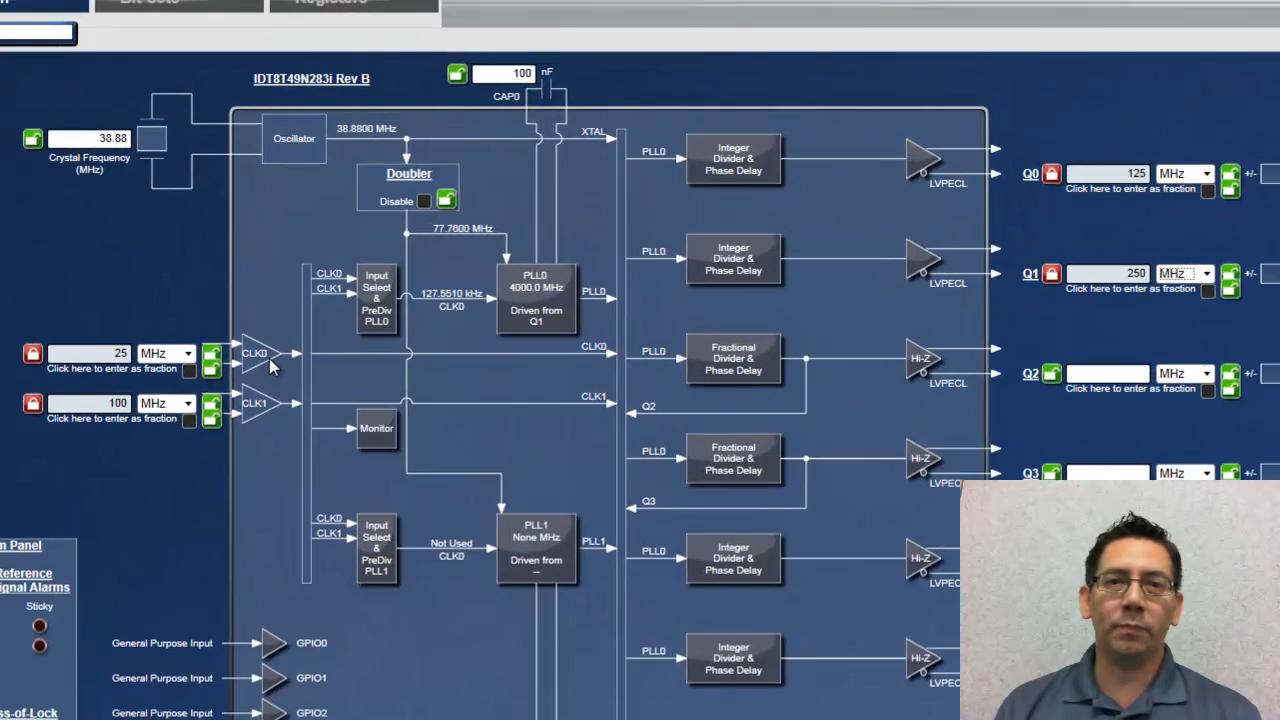 Bit Sets
Registers
IDT8T49N283i Rev B
100
nF
CAP0
38.88
Crystal Frequency
(MHz)
Oscillator
38.8800 MHz
XTAL
Doubler
Disable
77.7600 MHz
CLK0
CLK1
Input
Select
&
PreDiv
PLL0
127.5510 kHz
CLK0
PLL0
4000.0 MHz
Driven from
Q1
PLL0
25
MHz
Click here to enter as fraction
CLK0
CLK0
100
MHz
Click here to enter as fraction
CLK1
CLK1
Monitor
CLK0
CLK1
Input
Select
&
PreDiv
PLL1
Not Used
CLK0
PLL1
None MHz
Driven from
--
PLL1
PLL0
Integer
Divider &
Phase Delay
LVPECL
Q0
125
MHz
+/-
Click here to enter as fraction
PLL0
Integer
Divider &
Phase Delay
LVPECL
Q1
250
MHz
+/-
Click here to enter as fraction
PLL0
Fractional
Divider &
Phase Delay
Hi-Z
LVPECL
Q2
MHz
+/-
Click here to enter as fraction
Q2
PLL0
Fractional
Divider &
Phase Delay
Hi-Z
Q3
MHz
+/-
Q3
PLL0
Integer
Divider &
Phase Delay
Hi-Z
PLL0
Integer
Divider &
Phase Delay
Hi-Z
Panel
Reference
Alarms
Sticky
General Purpose Input
GPIO0
General Purpose Input
GPIO1
General Purpose Input
GPIO2